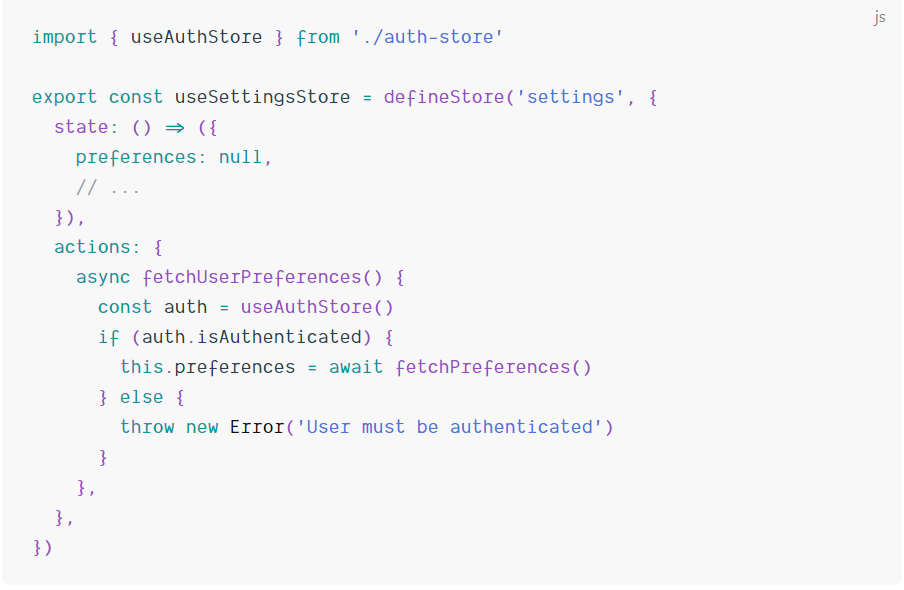 js
import { useAuthStore } from './auth-store'
export const useSettingsStore = defineStore('settings', {
  state: () => ({
    preferences: null,
    // ...
  }),
  actions: {
    async fetchUserPreferences() {
      const auth = useAuthStore()
      if (auth.isAuthenticated) {
        this.preferences = await fetchPreferences()
      } else {
        throw new Error('User must be authenticated')
      }
    },
  },
})